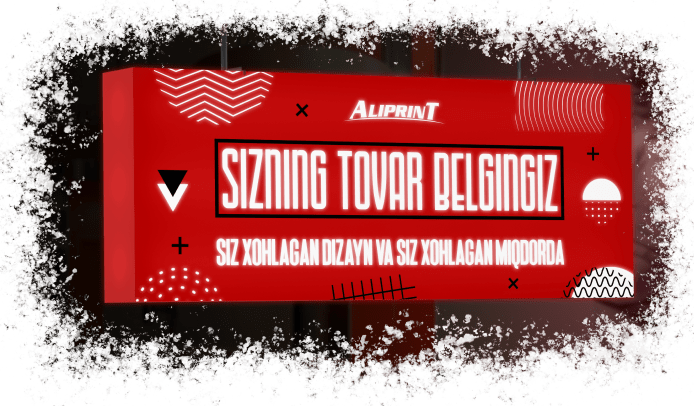 ALIPRINT
SIZNING TOVAR BELGINGIZ
SIZ XOHLAGAN DIZAYN VA SIZ XOHLAGAN MIQDORDA